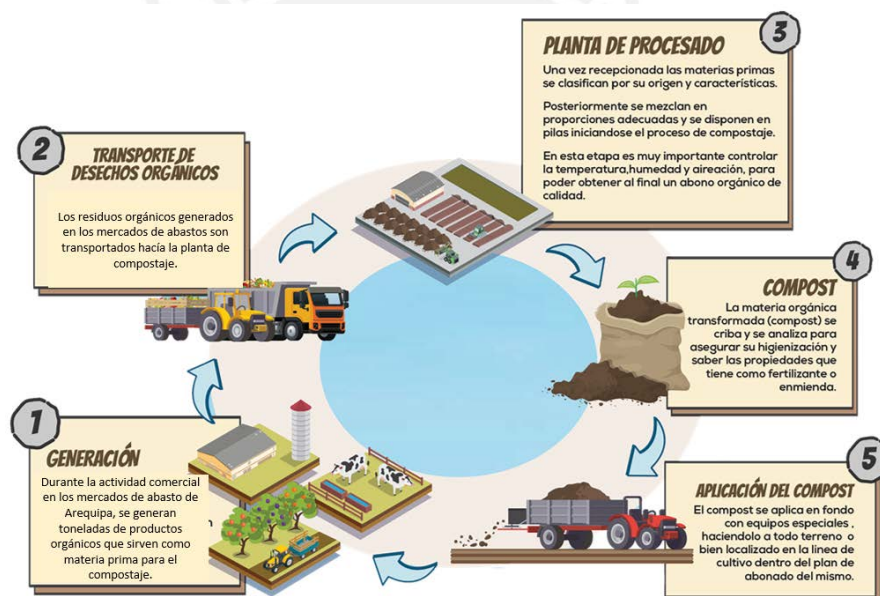 1
GENERACIÓN
Durante la actividad comercial
en los mercados de abasto de
Arequipa, se generan
toneladas de productos
orgánicos que sirven como
materia prima para el
compostaje.
2
TRANSPORTE DE
DESECHOS ORGÁNICOS
Los residuos orgánicos generados
en los mercados de abastos son
transportados hacía la planta de
compostaje.
3
PLANTA DE PROCESADO
Una vez recepcionada las materias primas
se clasifican por su origen y características.
Posteriormente se mezclan en
proporciones adecuadas y se disponen en
pilas iniciandose el proceso de compostaje.
En esta etapa es muy importante controlar
la temperatura,humedad y aireación, para
poder obtener al final un abono orgánico de
calidad.
4
COMPOST
La materia orgánica
transformada (compost) se
criba y se analiza para
asegurar su higienización y
saber las propiedades que
tiene como fertilizante o
enmienda.
5
APLICACIÓN DEL COMPOST
El compost se aplica en fondo
con equipos especiales ,
haciendolo a todo terreno o
bien localizado en la linea de
cultivo dentro del plan de
abonado del mismo.